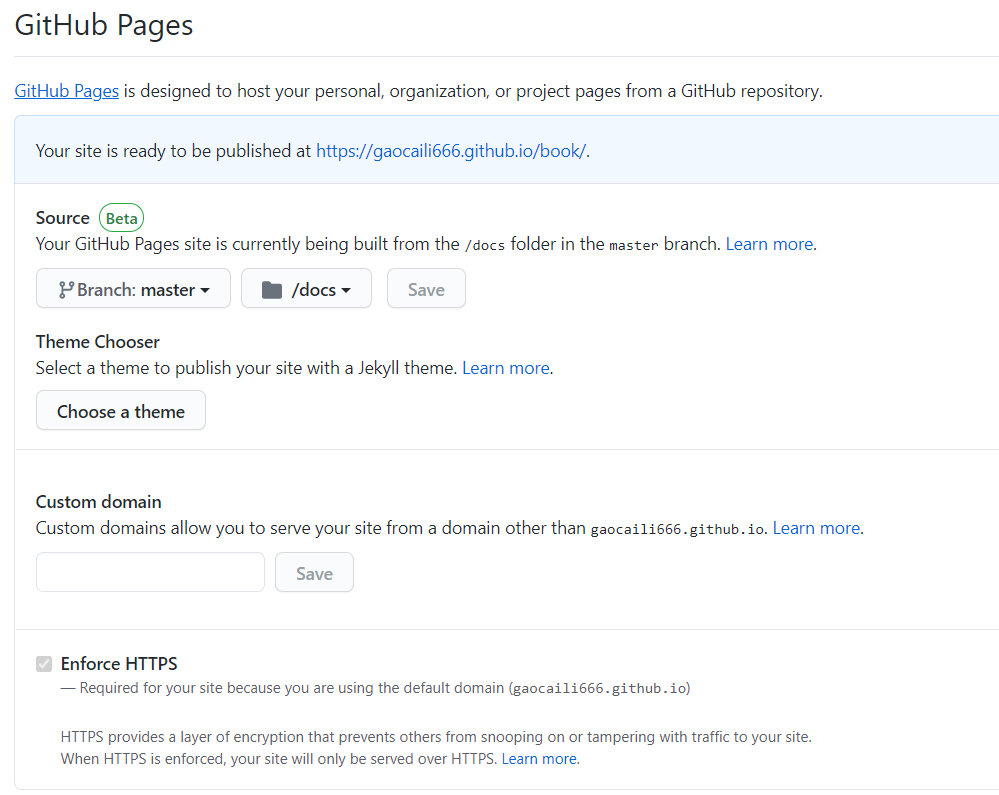 GitHub Pages
GitHub Pages is designed to host your personal, organization, or project pages from a GitHub repository.
Your site is ready to be published at https://gaocaili666.github.io/book/.
Source Beta
Your GitHub Pages site is currently being built from the /docs folder in the master branch. Learn more.
Branch: master /docs Save
Theme Chooser
Select a theme to publish your site with a Jekyll theme. Learn more.
Choose a theme
Custom domain
Custom domains allow you to serve your site from a domain other than gaocaili666.github.io. Learn more.
Save
Enforce HTTPS
— Required for your site because you are using the default domain (gaocaili666.github.io)
HTTPS provides a layer of encryption that prevents others from snooping on or tampering with traffic to your site.
When HTTPS is enforced, your site will only be served over HTTPS. Learn more.